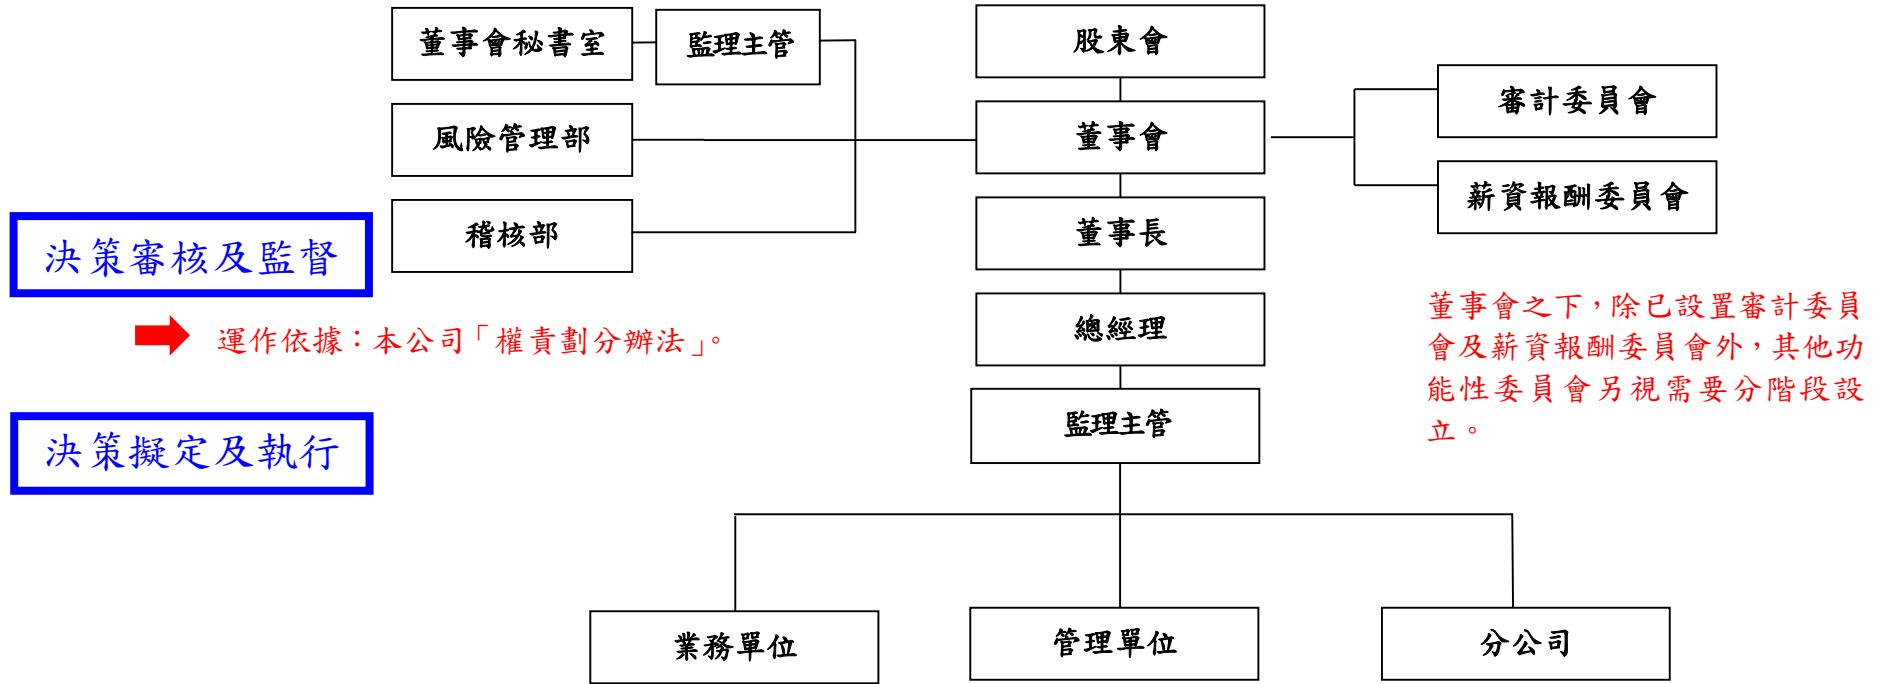 董事會秘書室
監理主管
股東會
審計委員會
風險管理部
董事會
薪資報酬委員會
稽核部
董事長
決策審核及監督
運作依據：本公司「權責劃分辦法」。
總經理
董事會之下，除已設置審計委員
會及薪資報酬委員會外，其他功
能性委員會另視需要分階段設
立。
監理主管
決策擬定及執行
業務單位
管理單位
分公司